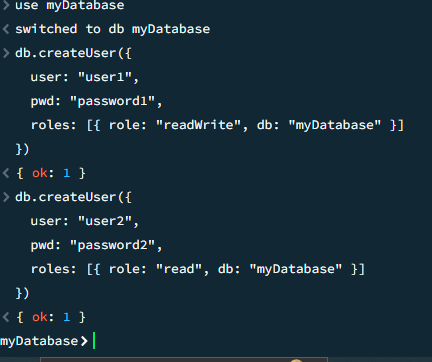 > use myDatabase
< switched to db myDatabase
> db.createUser({
    user: "user1",
    pwd: "password1",
    roles: [{ role: "readWrite", db: "myDatabase" }]
})
< { ok: 1 }
> db.createUser({
    user: "user2",
    pwd: "password2",
    roles: [{ role: "read", db: "myDatabase" }]
})
< { ok: 1 }
myDatabase>